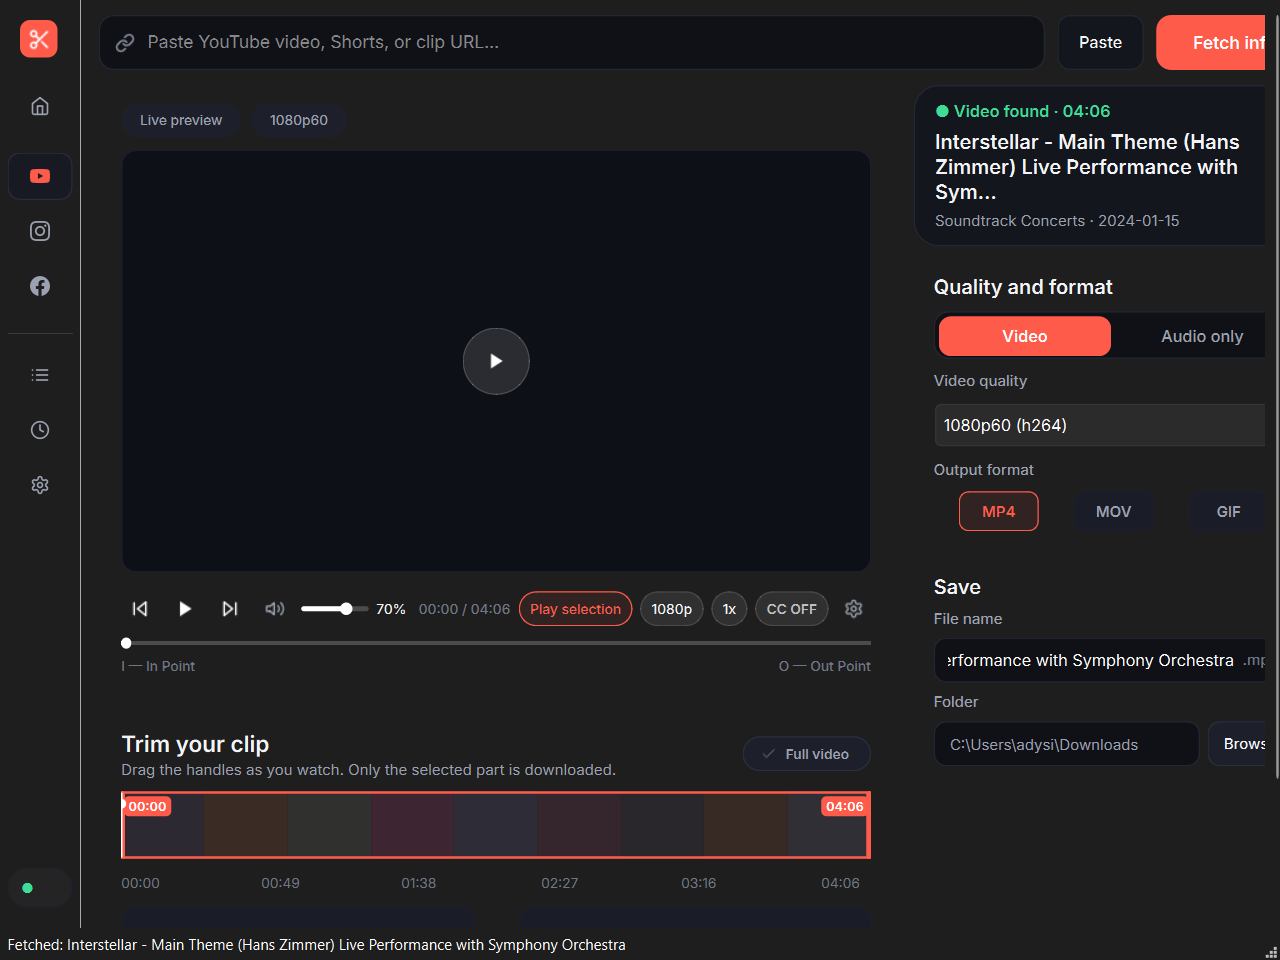 Paste YouTube video, Shorts, or clip URL...
Paste
Fetch inf
Live preview
1080p60
Video found · 04:06
Interstellar - Main Theme (Hans
Zimmer) Live Performance with
Sym...
Soundtrack Concerts · 2024-01-15
Quality and format
Video
Audio only
Video quality
1080p60 (h264)
Output format
MP4
MOV
GIF
Save
File name
erformance with Symphony Orchestra .mp
Folder
C:\Users\adysi\Downloads
Brows
70%
00:00 / 04:06
Play selection
1080p
1x
CC OFF
I — In Point
O — Out Point
Trim your clip
Drag the handles as you watch. Only the selected part is downloaded.
Full video
00:00
04:06
00:00
00:49
01:38
02:27
03:16
04:06
Fetched: Interstellar - Main Theme (Hans Zimmer) Live Performance with Symphony Orchestra